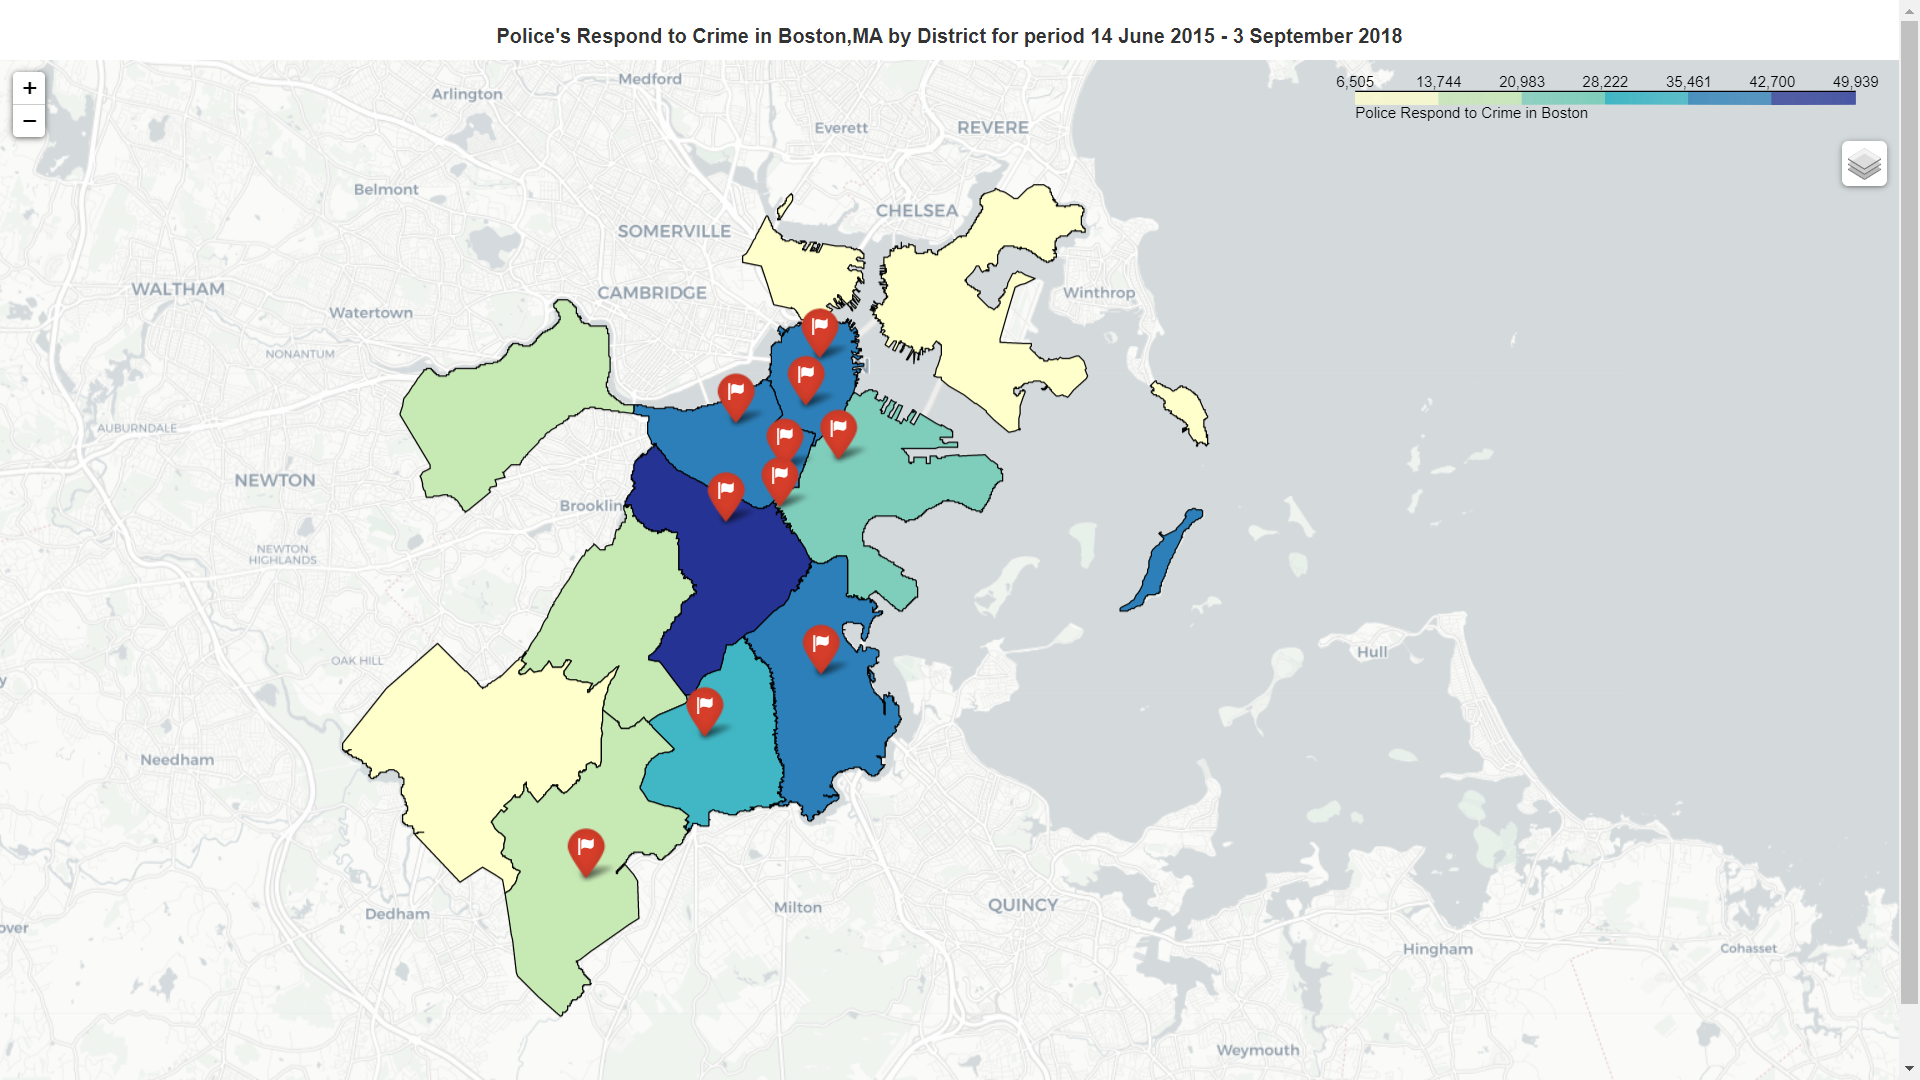 Police's Respond to Crime in Boston,MA by District for period 14 June 2015 - 3 September 2018
+
−
6,505 13,744 20,983 28,222 35,461 42,700 49,939
Police Respond to Crime in Boston
Medford
Arlington
Everett
REVERE
Belmont
CHELSEA
SOMERVILLE
WALTHAM
CAMBRIDGE
Winthrop
Watertown
NONANTUM
AUBURNDALE
NEWTON
Brooklin
NEWTON
HIGHLANDS
OAK HILL
Hull
Needham
QUINCY
Milton
Dedham
over
Hingham
Cohasset
Weymouth